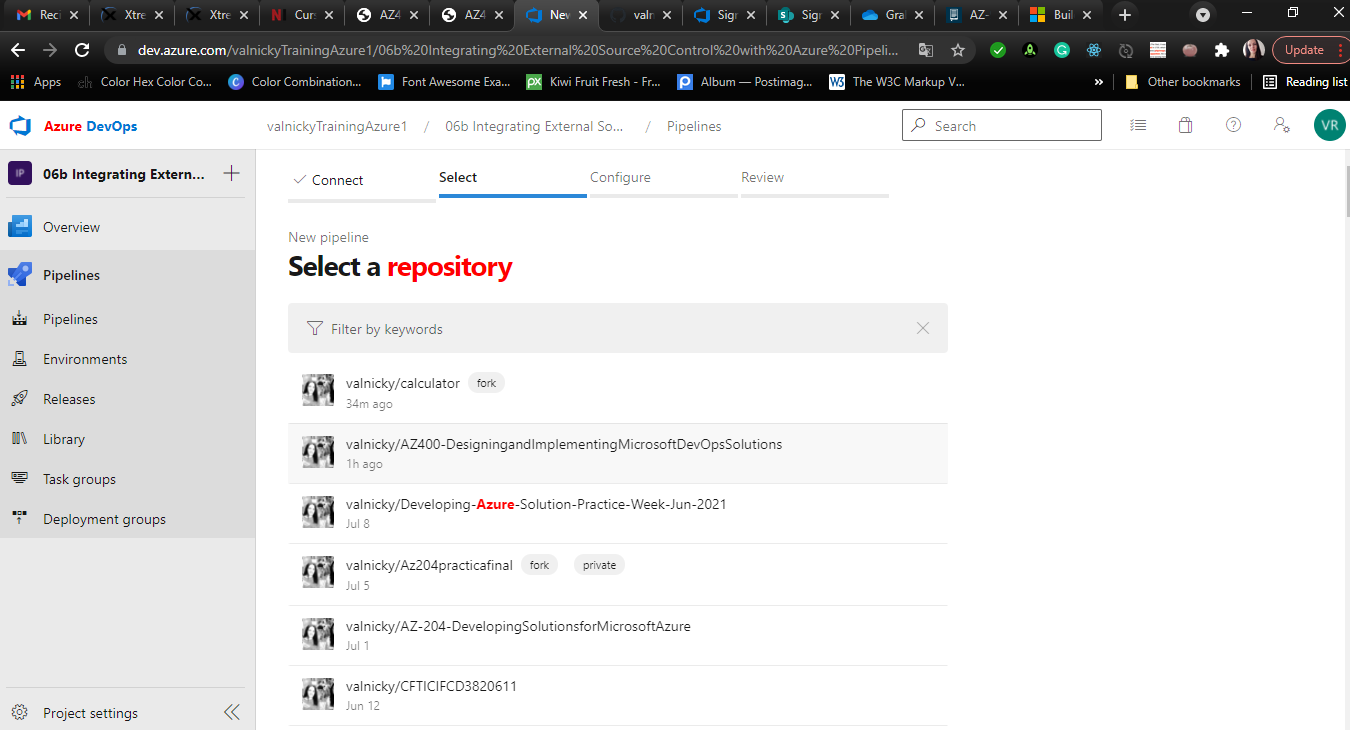 Reci
Xtre
Xtre
Curs
AZ4
AZ4
New
valn
Sign
Sign
Gral
AZ-
Buil
dev.azure.com/valnickyTrainingAzure1/06b%20Integrating%20External%20Source%20Control%20with%20Azure%20Pipeli...
Update
Apps
Color Hex Color Co...
Color Combination...
Font Awesome Exa...
Kiwi Fruit Fresh - Fr...
Album — Postimag...
The W3C Markup V...
»
Other bookmarks
Reading list
Azure DevOps
valnickyTrainingAzure1 / 06b Integrating External So... / Pipelines
Search
VR
IP
06b Integrating Extern...
Overview
Pipelines
Pipelines
Environments
Releases
Library
Task groups
Deployment groups
Project settings
Connect
Select
Configure
Review
New pipeline
Select a repository
Filter by keywords
valnicky/calculator fork
34m ago
valnicky/AZ400-DesigningandImplementingMicrosoftDevOpsSolutions
1h ago
valnicky/Developing-Azure-Solution-Practice-Week-Jun-2021
Jul 8
valnicky/Az204practicafinal fork private
Jul 5
valnicky/AZ-204-DevelopingSolutionsforMicrosoftAzure
Jul 1
valnicky/CFTICIFCD3820611
Jun 12